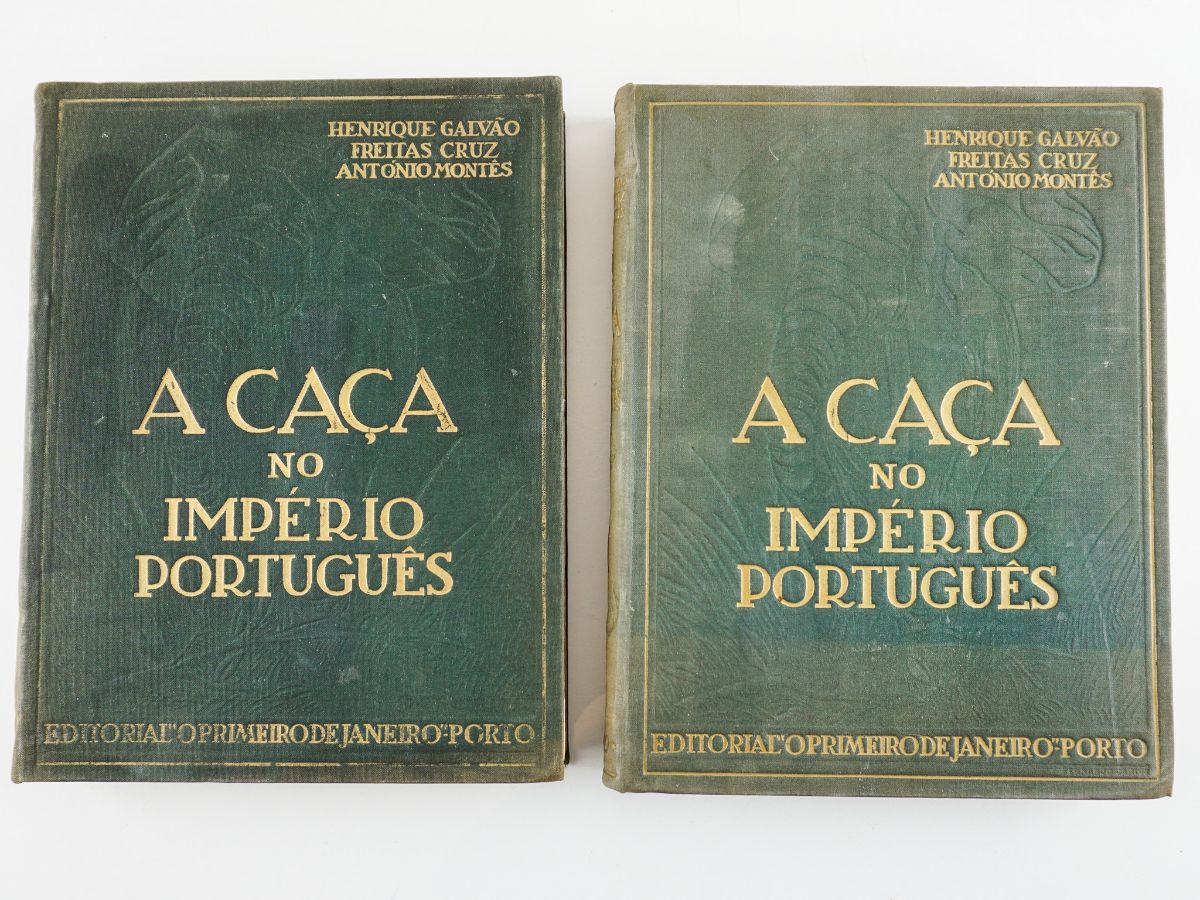 HENRIQUE GALVÃO
FREITAS CRUZ
ANTÓNIO MONTÊS
A CAÇA
NO
IMPÉRIO
PORTUGUÊS
EDITORIAL "O PRIMEIRO DE JANEIRO"-PORTO
HENRIQUE GALVÃO
FREITAS CRUZ
ANTÓNIO MONTÊS
A CAÇA
NO
IMPÉRIO
PORTUGUÊS
EDITORIAL "O PRIMEIRO DE JANEIRO"-PORTO